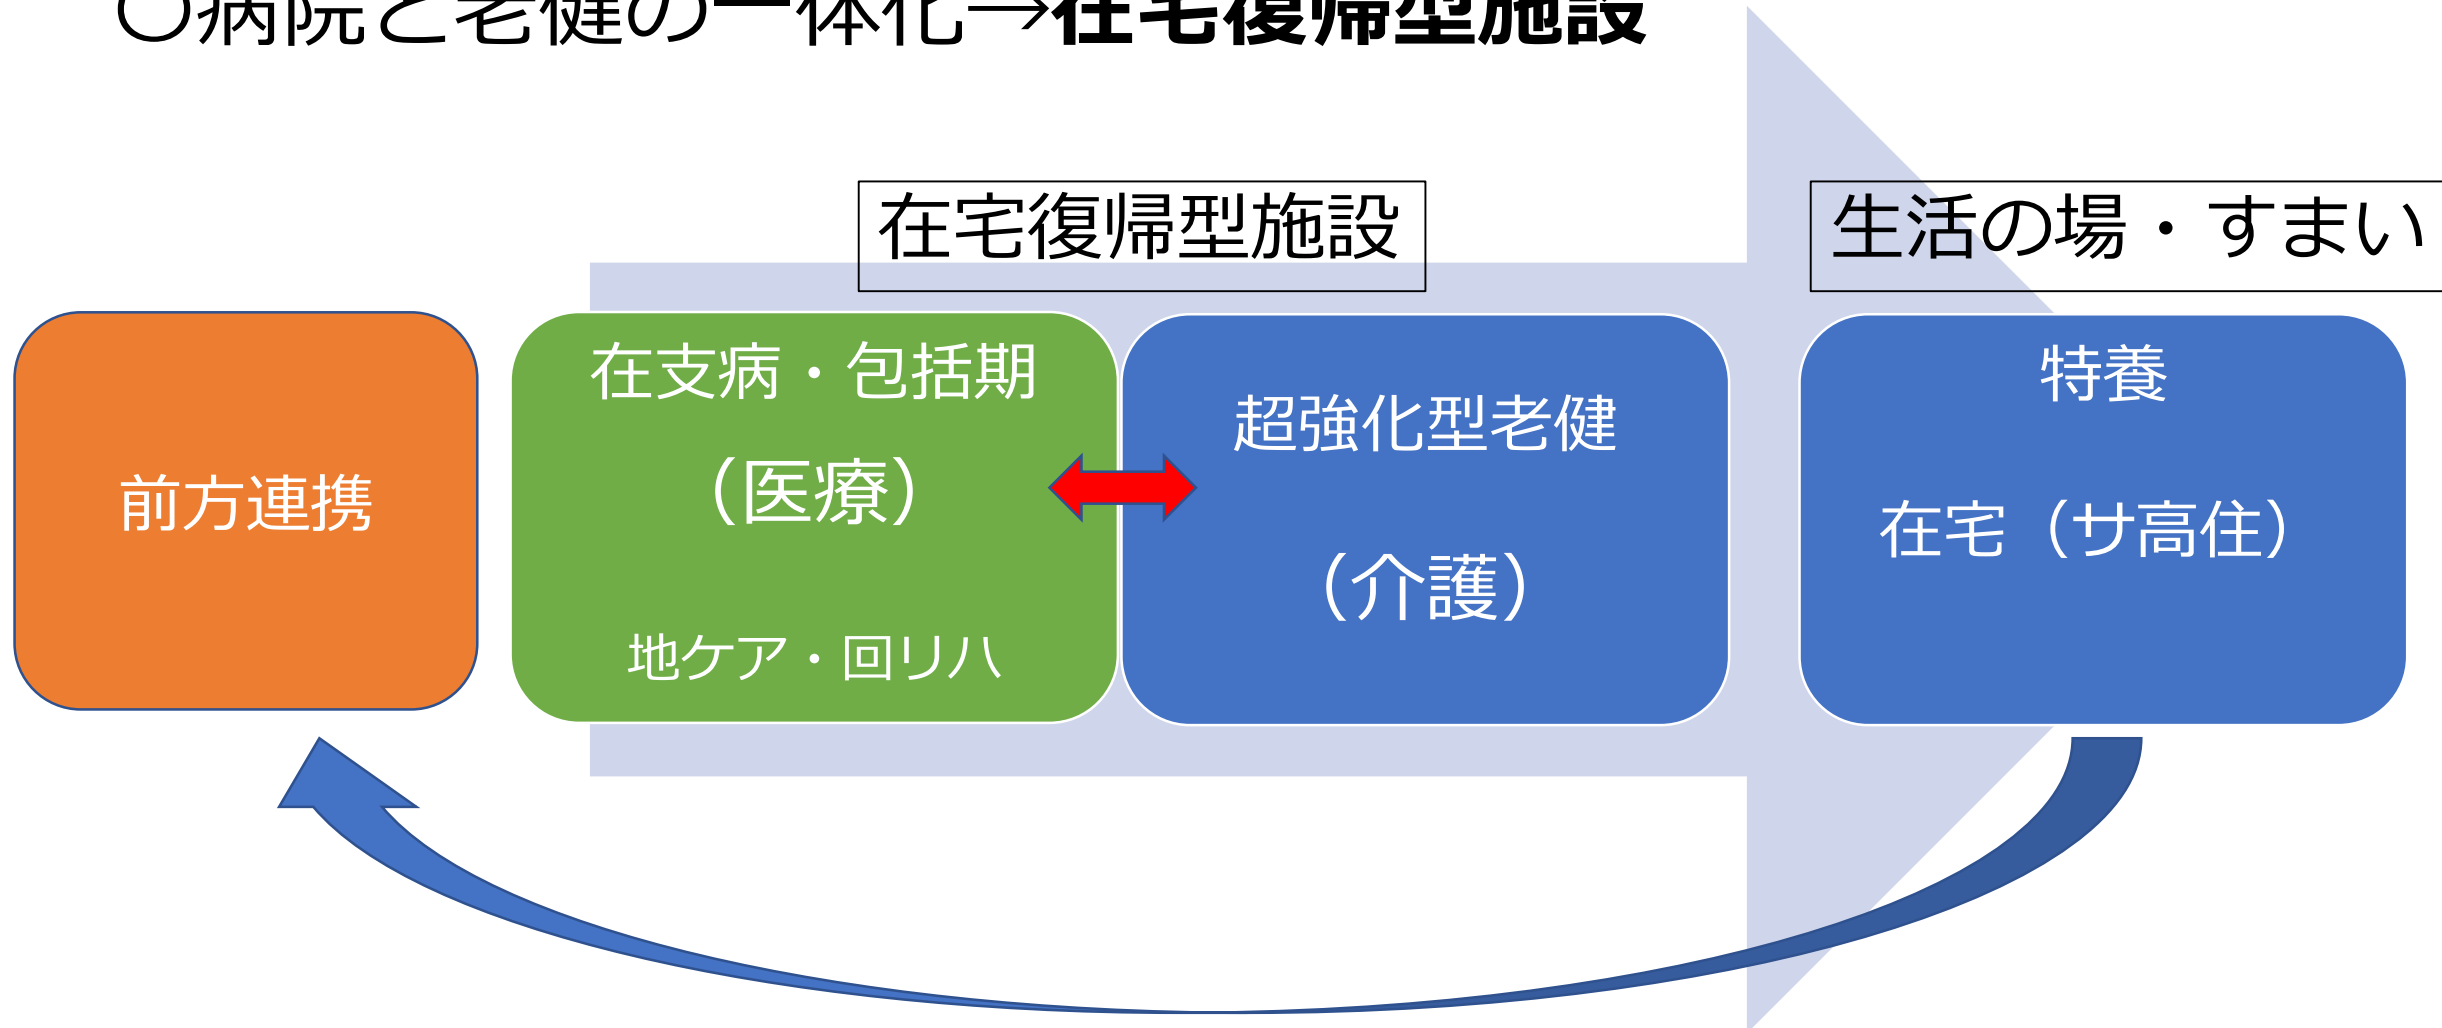 ○病院と老健の一体化→在宅復帰型施設
在宅復帰型施設
生活の場・すまい
前方連携
在支病・包括期
（医療）
地ケア・回リハ
超強化型老健
（介護）
特養
在宅（サ高住）